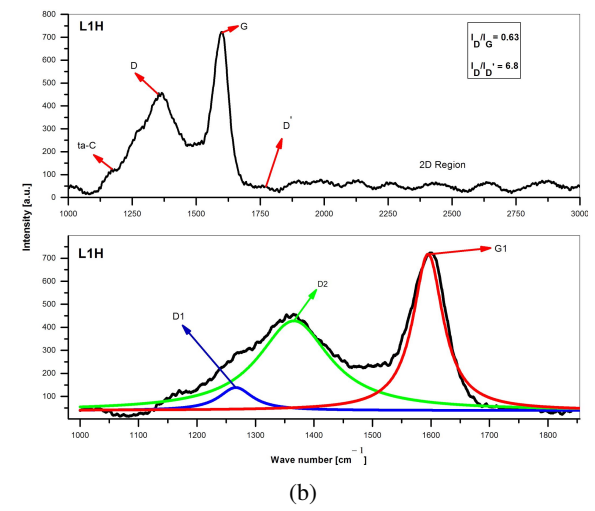 L1H
G
D
ta-C
D'
2D Region
I_D/I_G = 0.63
I_D/I_D' = 6.8
800
700
600
500
400
300
200
100
0
1000 1250 1500 1750 2000 2250 2500 2750 3000
Intensity [a.u.]
L1H
G1
D2
D1
700
600
500
400
300
200
100
1000 1100 1200 1300 1400 1500 1600 1700 1800
Wave number [cm⁻¹]
(b)